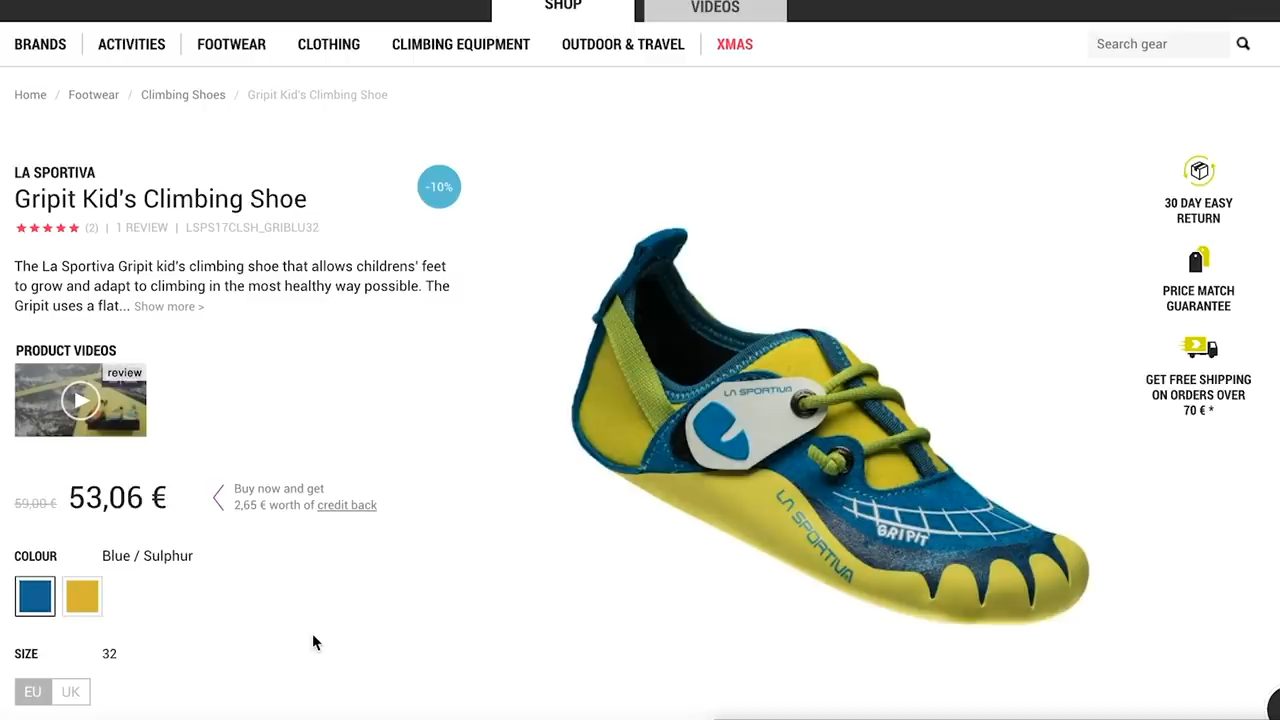 SHOP
VIDEOS
BRANDS
ACTIVITIES
FOOTWEAR
CLOTHING
CLIMBING EQUIPMENT
OUTDOOR & TRAVEL
XMAS
Search gear
Home / Footwear / Climbing Shoes / Gripit Kid's Climbing Shoe
LA SPORTIVA
Gripit Kid's Climbing Shoe
-10%
(2) | 1 REVIEW | LSPS17CLSH_GRIBLU32
The La Sportiva Gripit kid's climbing shoe that allows childrens' feet
to grow and adapt to climbing in the most healthy way possible. The
Gripit uses a flat... Show more >
PRODUCT VIDEOS
review
59,00 € 53,06 €
Buy now and get
2,65 € worth of credit back
COLOUR Blue / Sulphur
SIZE 32
EU UK
LA SPORTIVA
GRIPIT
LA SPORTIVA
30 DAY EASY
RETURN
PRICE MATCH
GUARANTEE
GET FREE SHIPPING
ON ORDERS OVER
70 € *